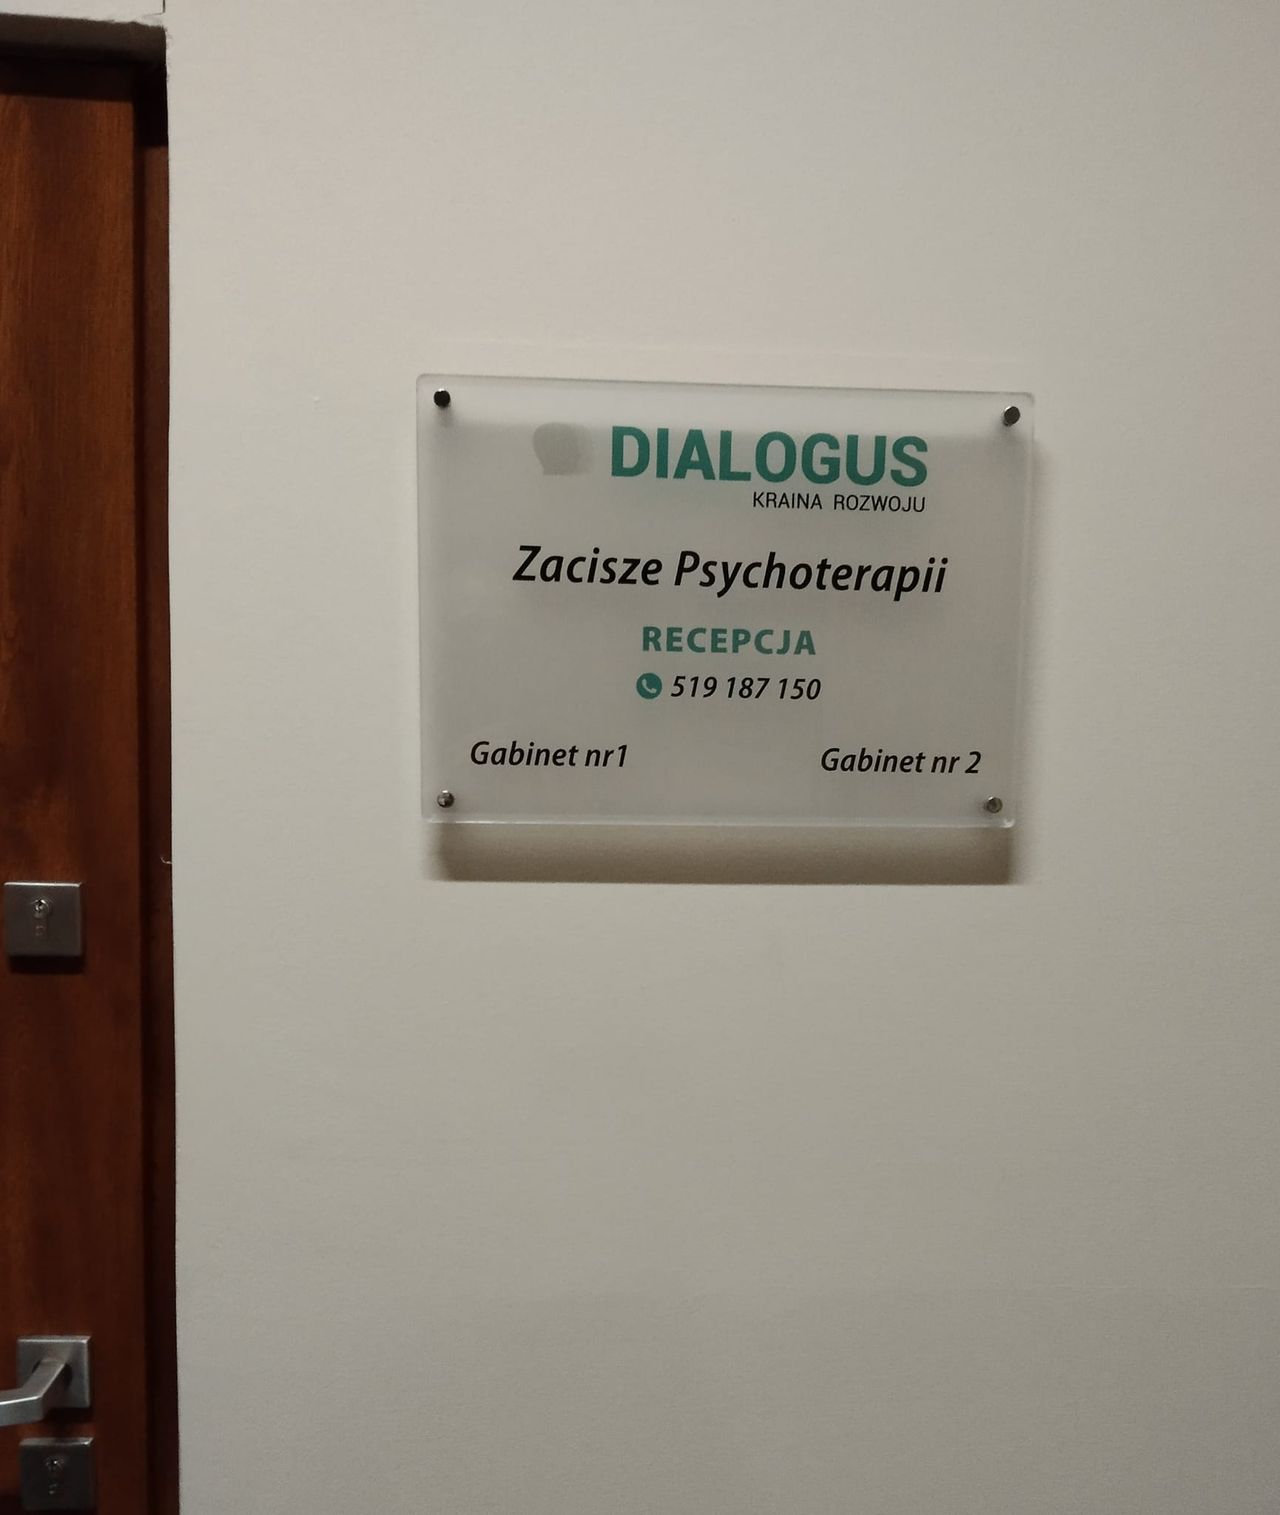 DIALOGUS
KRAINA ROZWOJU
Zacisze Psychoterapii
RECEPCJA
519 187 150
Gabinet nr1 Gabinet nr 2